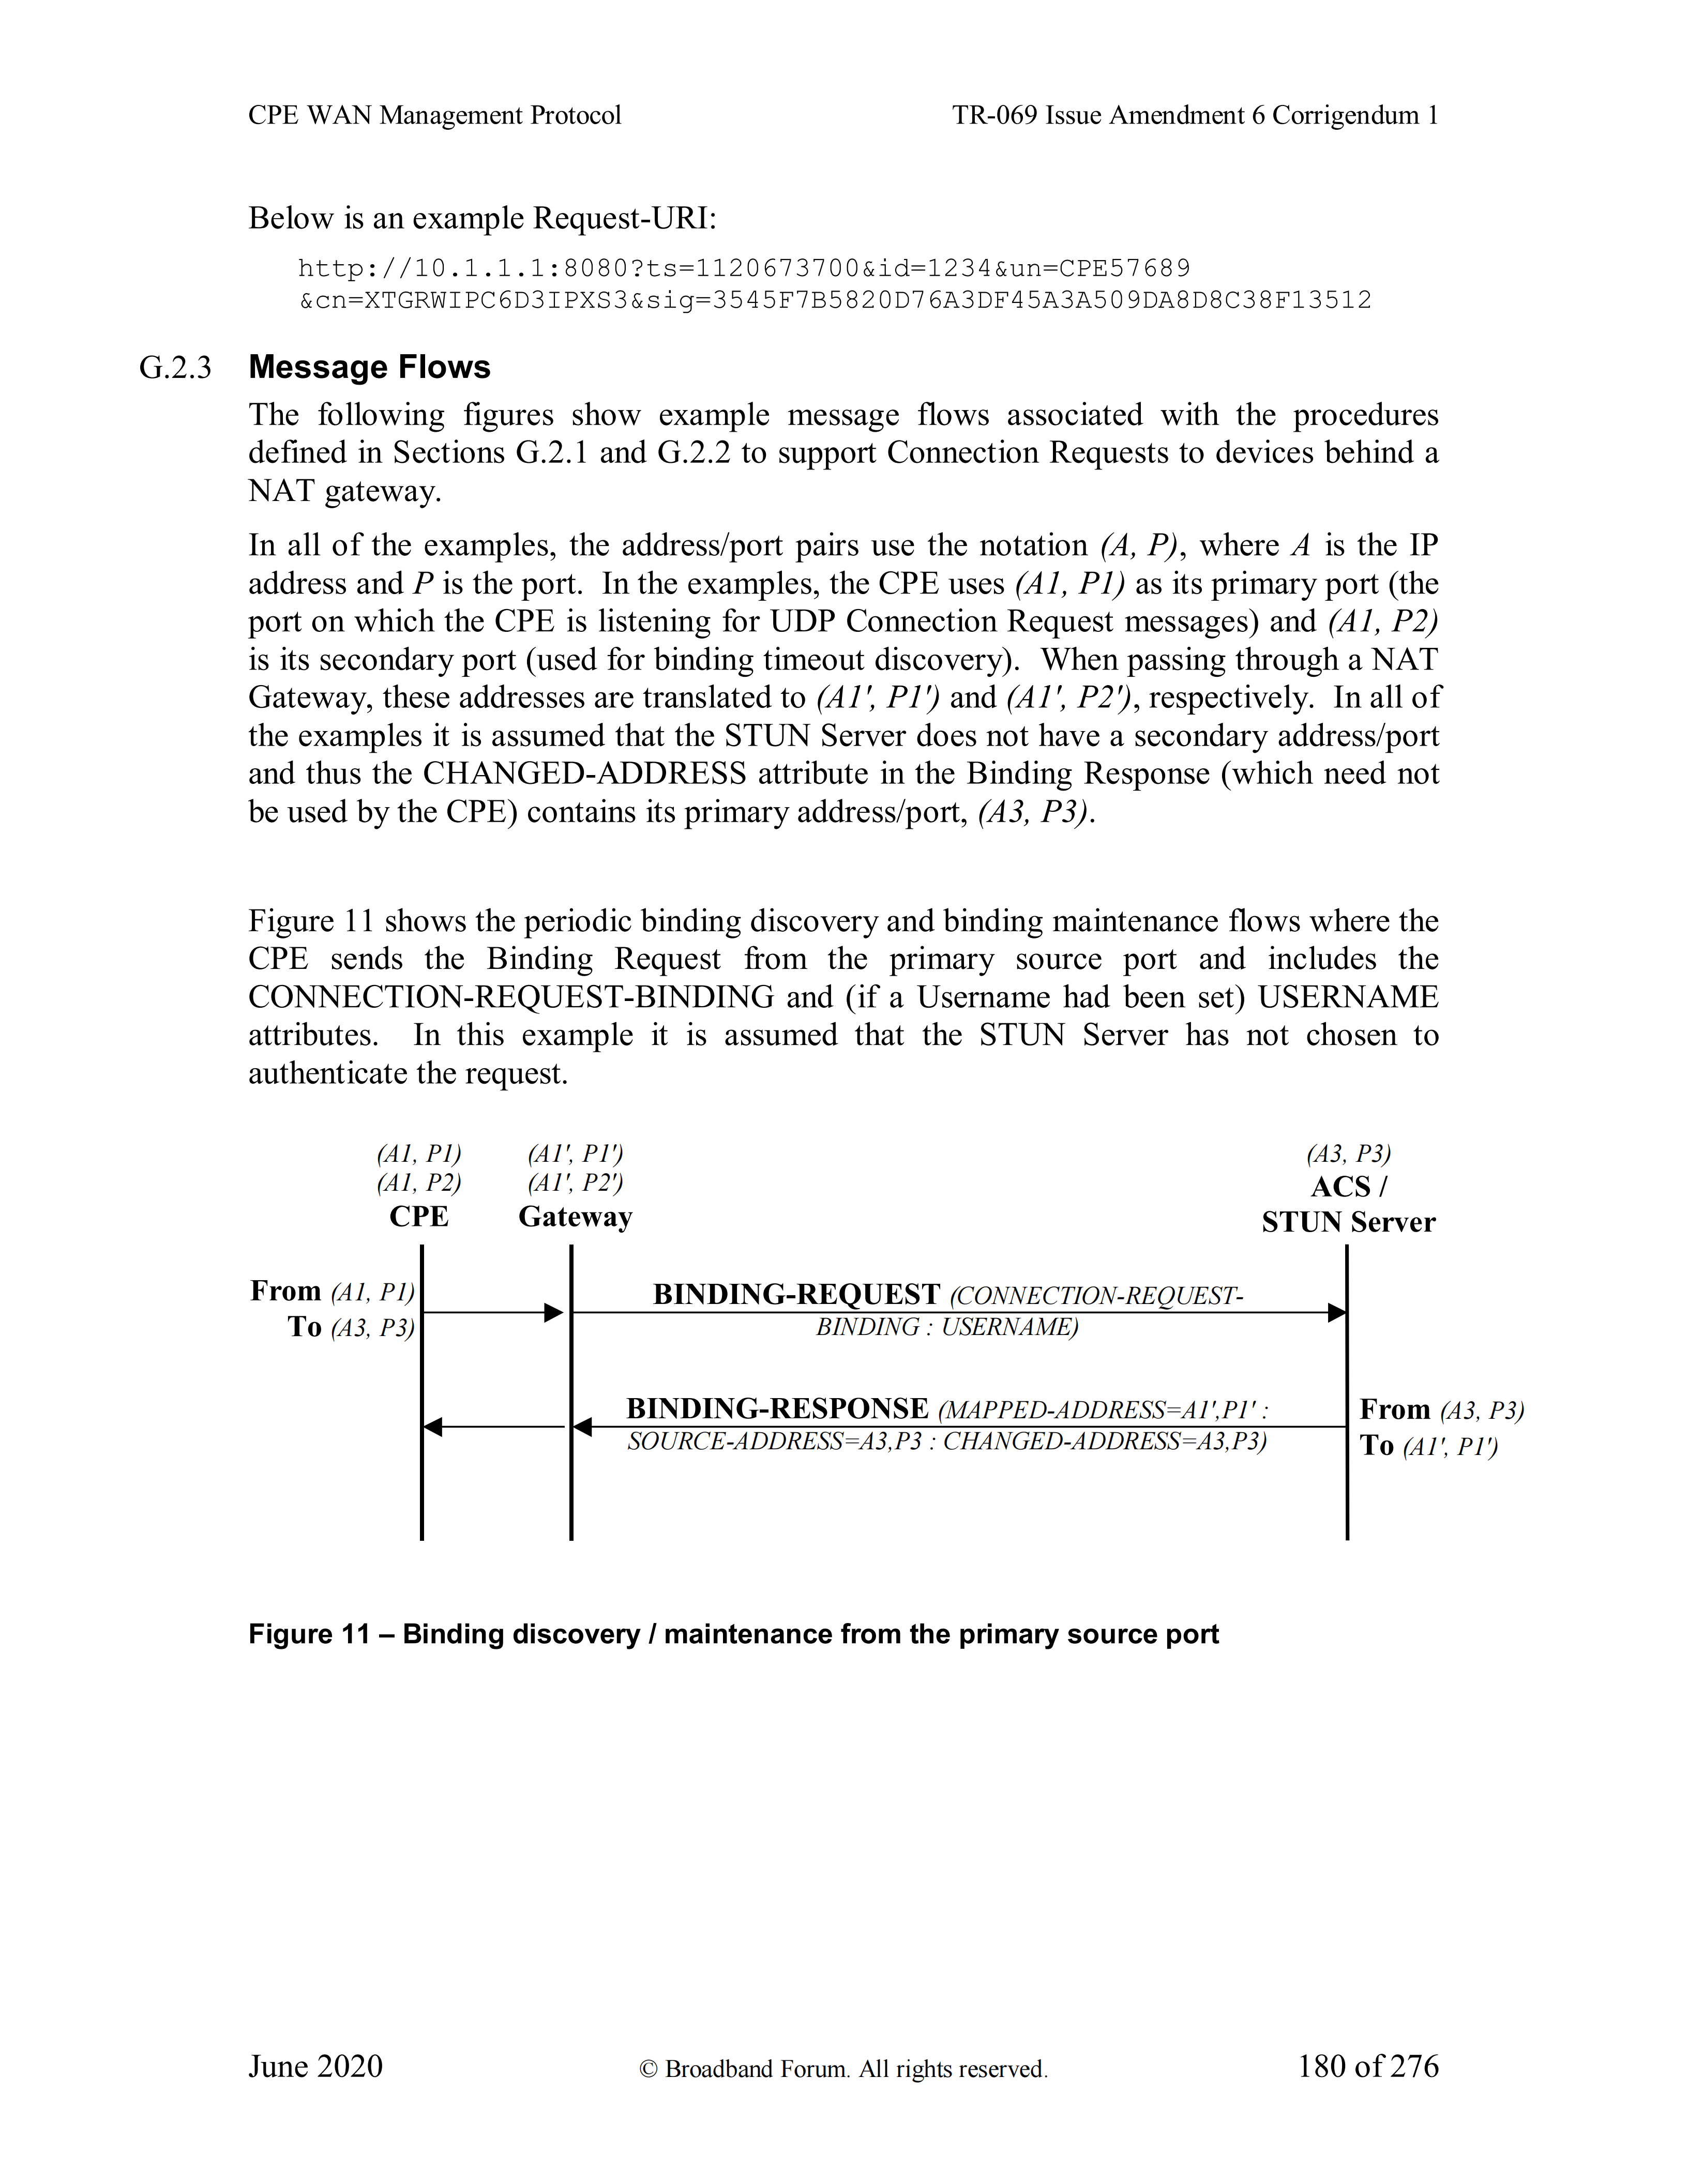 CPE WAN Management Protocol
TR-069 Issue Amendment 6 Corrigendum 1
Below is an example Request-URI:
http://10.1.1.1:8080?ts=1120673700&id=1234&un=CPE57689
&cn=XTGRWIPC6D3IPXS3&sig=3545F7B5820D76A3DF45A3A509DA8D8C38F13512
G.2.3 Message Flows
The following figures show example message flows associated with the procedures
defined in Sections G.2.1 and G.2.2 to support Connection Requests to devices behind a
NAT gateway.
In all of the examples, the address/port pairs use the notation (A, P), where A is the IP
address and P is the port. In the examples, the CPE uses (A1, P1) as its primary port (the
port on which the CPE is listening for UDP Connection Request messages) and (A1, P2)
is its secondary port (used for binding timeout discovery). When passing through a NAT
Gateway, these addresses are translated to (A1', P1') and (A1', P2'), respectively. In all of
the examples it is assumed that the STUN Server does not have a secondary address/port
and thus the CHANGED-ADDRESS attribute in the Binding Response (which need not
be used by the CPE) contains its primary address/port, (A3, P3).
Figure 11 shows the periodic binding discovery and binding maintenance flows where the
CPE sends the Binding Request from the primary source port and includes the
CONNECTION-REQUEST-BINDING and (if a Username had been set) USERNAME
attributes. In this example it is assumed that the STUN Server has not chosen to
authenticate the request.
(A1, P1)
(A1, P2)
CPE
(A1', P1')
(A1', P2')
Gateway
(A3, P3)
ACS /
STUN Server
From (A1, P1)
To (A3, P3)
BINDING-REQUEST (CONNECTION-REQUEST-
BINDING : USERNAME)
BINDING-RESPONSE (MAPPED-ADDRESS=A1',P1' :
SOURCE-ADDRESS=A3,P3 : CHANGED-ADDRESS=A3,P3)
From (A3, P3)
To (A1', P1')
Figure 11 – Binding discovery / maintenance from the primary source port
June 2020
© Broadband Forum. All rights reserved.
180 of 276